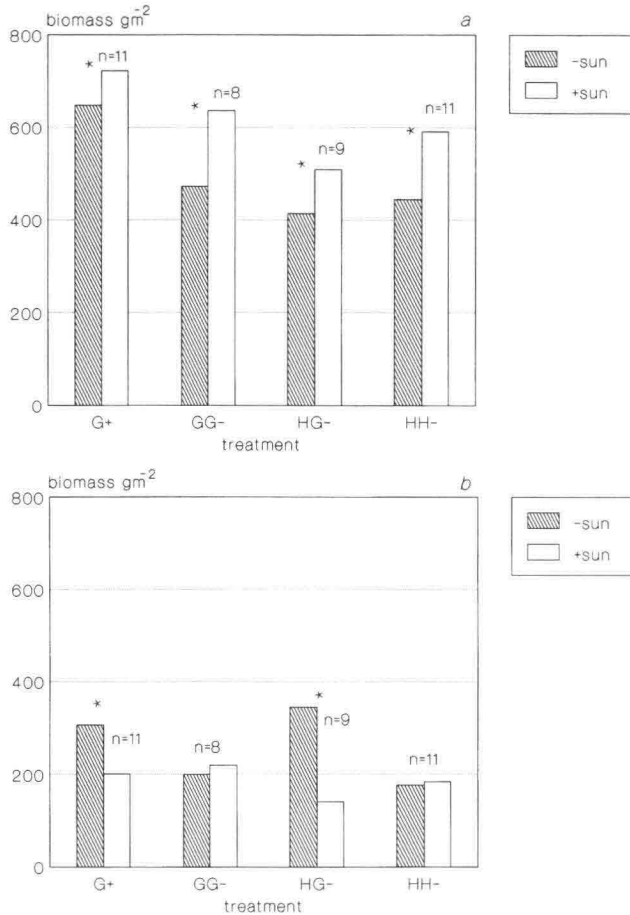 biomass gm⁻² a
800
600
400
200
0
* n=11
* n=8
* n=9
* n=11
G+ GG- HG- HH-
treatment
-sun
+sun
biomass gm⁻² b
800
600
400
200
0
*
n=11
n=8
*
n=9
n=11
G+ GG- HG- HH-
treatment
-sun
+sun